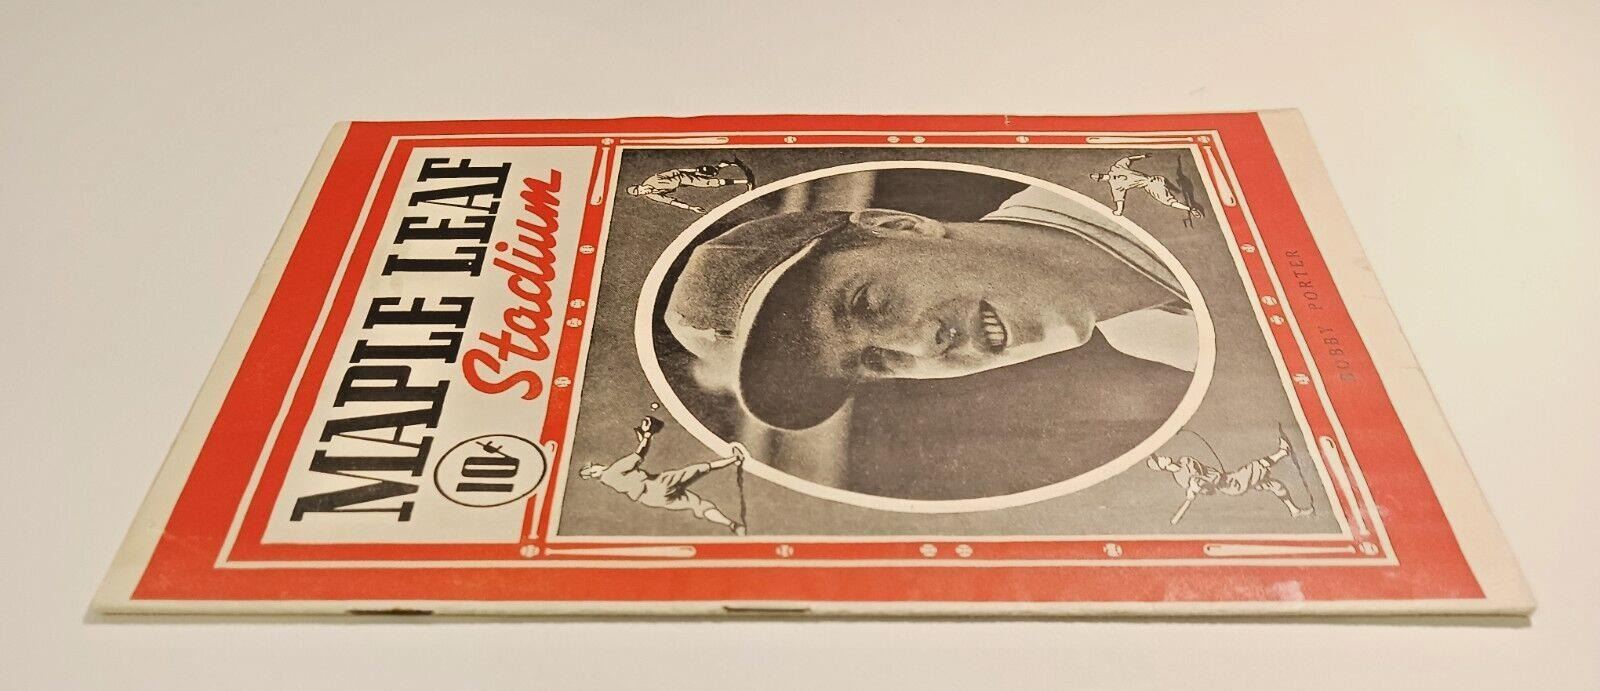 MAPLE LEAF
Stadium
10¢
BOBBY PORTER